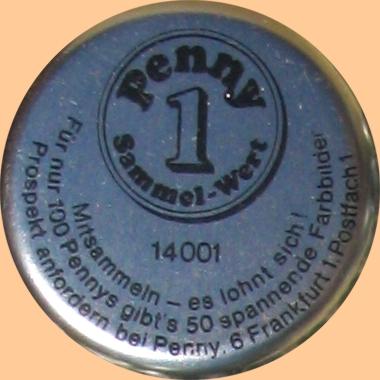 Penny
1
Sammel-Wert
14001
Mitsammeln – es lohnt sich!
Für nur 100 Pennys gibt's 50 spannende Farbbilder
Prospekt anfordern bei Penny, 6 Frankfurt 1, Postfach 1